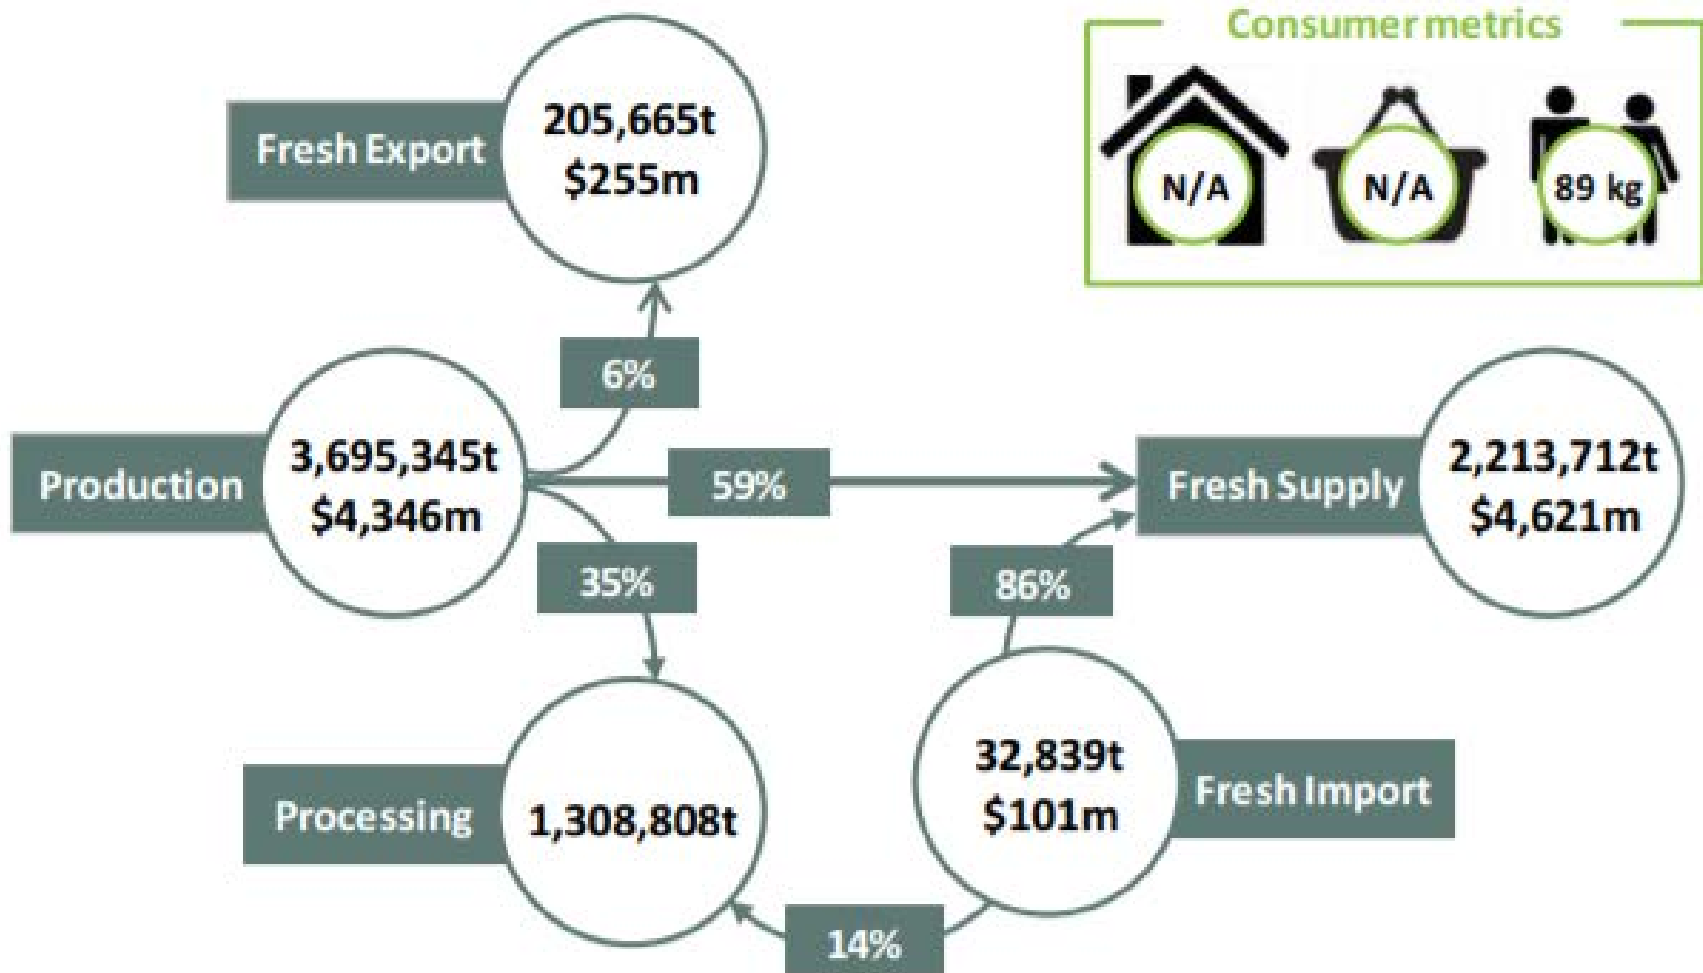 Consumer metrics
N/A
N/A
89 kg
Fresh Export
205,665t
$255m
6%
Production
3,695,345t
$4,346m
59%
Fresh Supply
2,213,712t
$4,621m
35%
86%
Processing
1,308,808t
32,839t
$101m
Fresh Import
14%